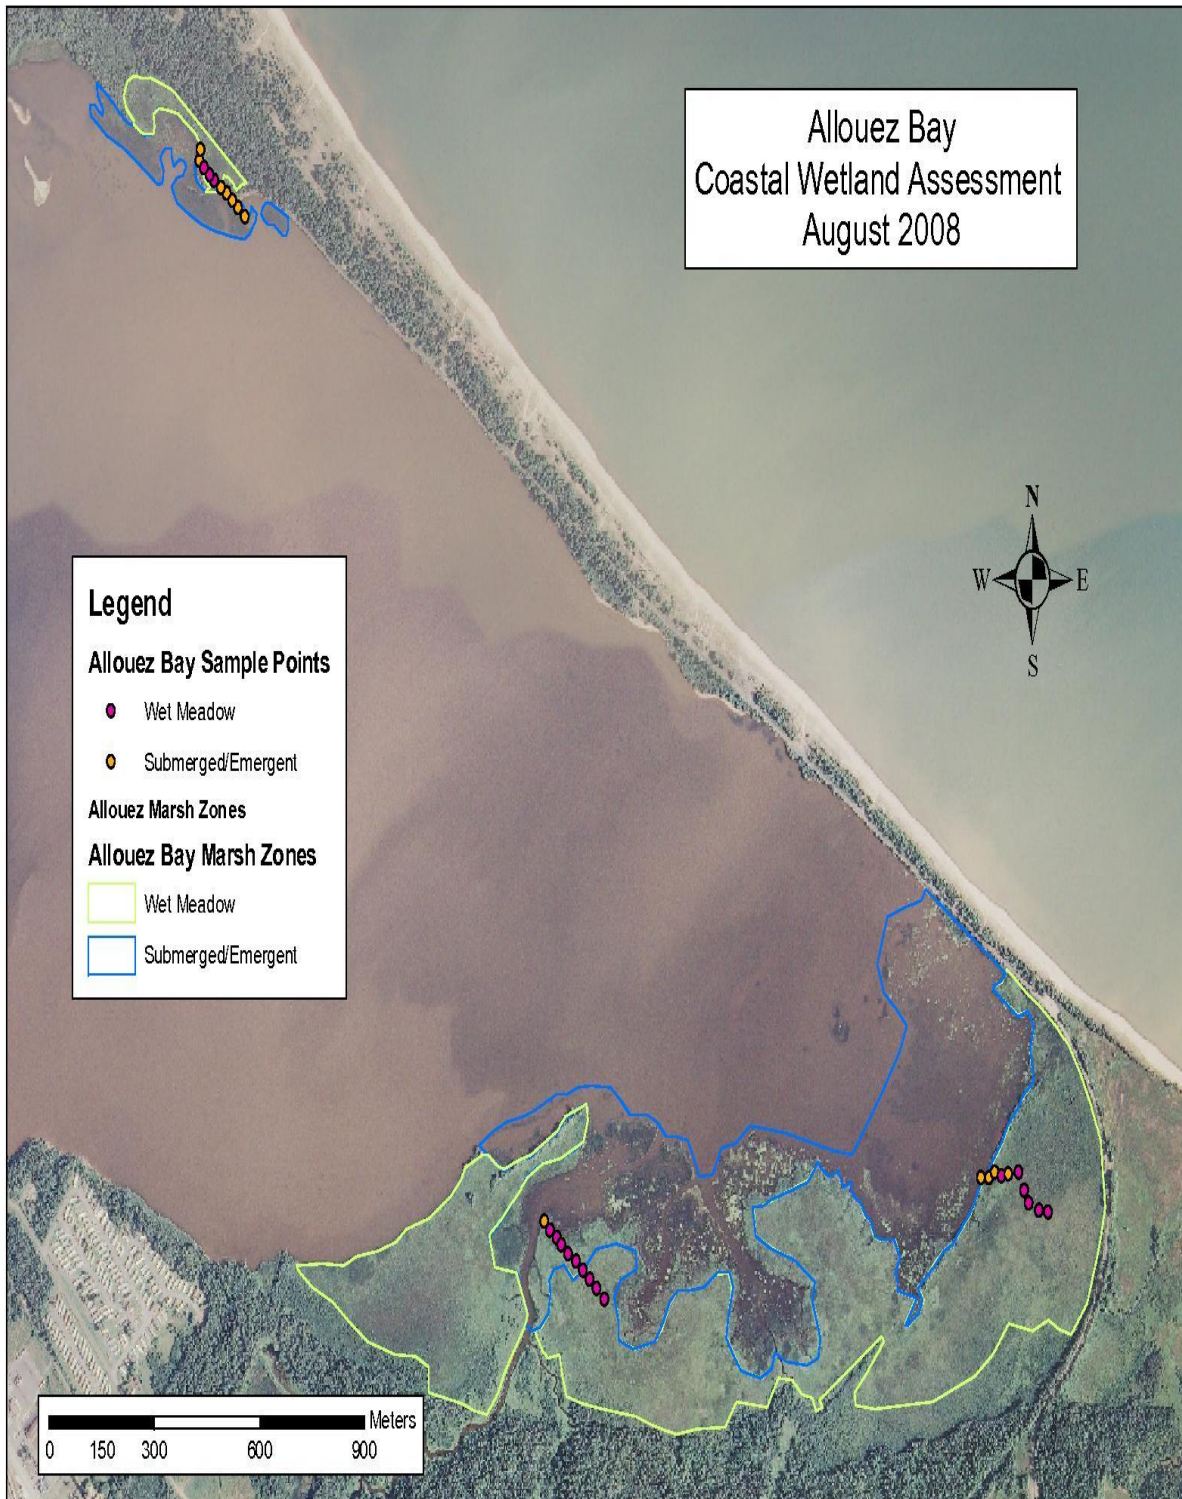 Allouez Bay
Coastal Wetland Assessment
August 2008
N
W E
S
Legend
Allouez Bay Sample Points
Wet Meadow
Submerged/Emergent
Allouez Marsh Zones
Allouez Bay Marsh Zones
Wet Meadow
Submerged/Emergent
Meters
0 150 300 600 900